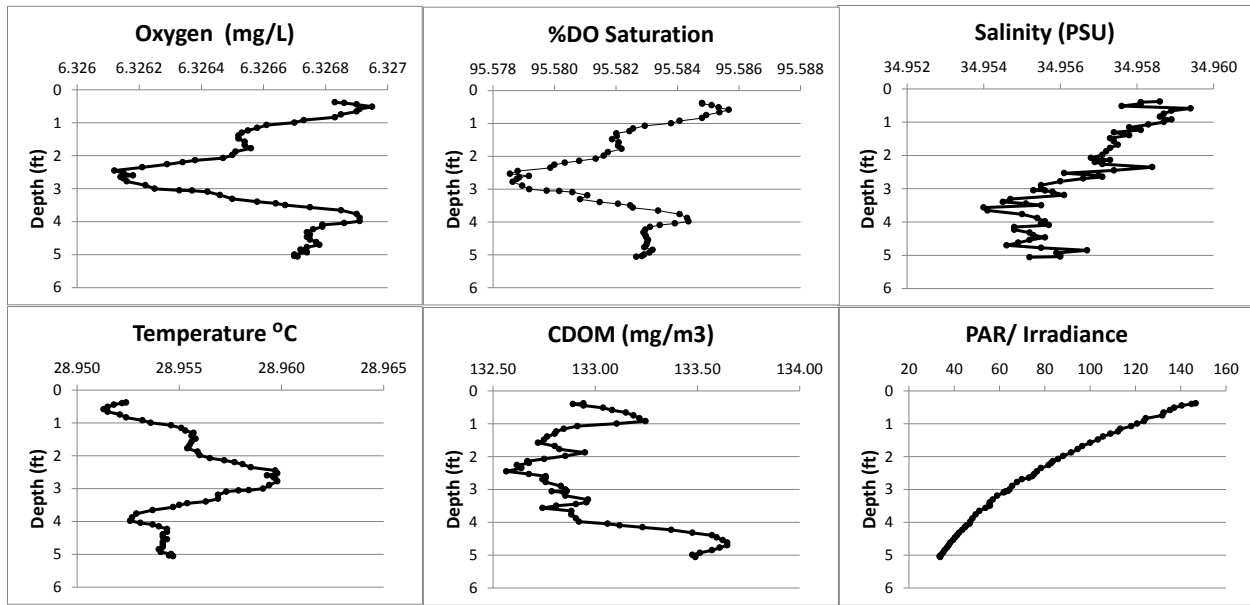 Oxygen (mg/L)
6.326 6.3262 6.3264 6.3266 6.3268 6.327
0
1
2
3
4
5
6
Depth (ft)
%DO Saturation
95.578 95.580 95.582 95.584 95.586 95.588
0
1
2
3
4
5
6
Depth (ft)
Salinity (PSU)
34.952 34.954 34.956 34.958 34.960
0
1
2
3
4
5
6
Depth (ft)
Temperature ⁰C
28.950 28.955 28.960 28.965
0
1
2
3
4
5
6
Depth (ft)
CDOM (mg/m3)
132.50 133.00 133.50 134.00
0
1
2
3
4
5
6
Depth (ft)
PAR/ Irradiance
20 40 60 80 100 120 140 160
0
1
2
3
4
5
6
Depth (ft)